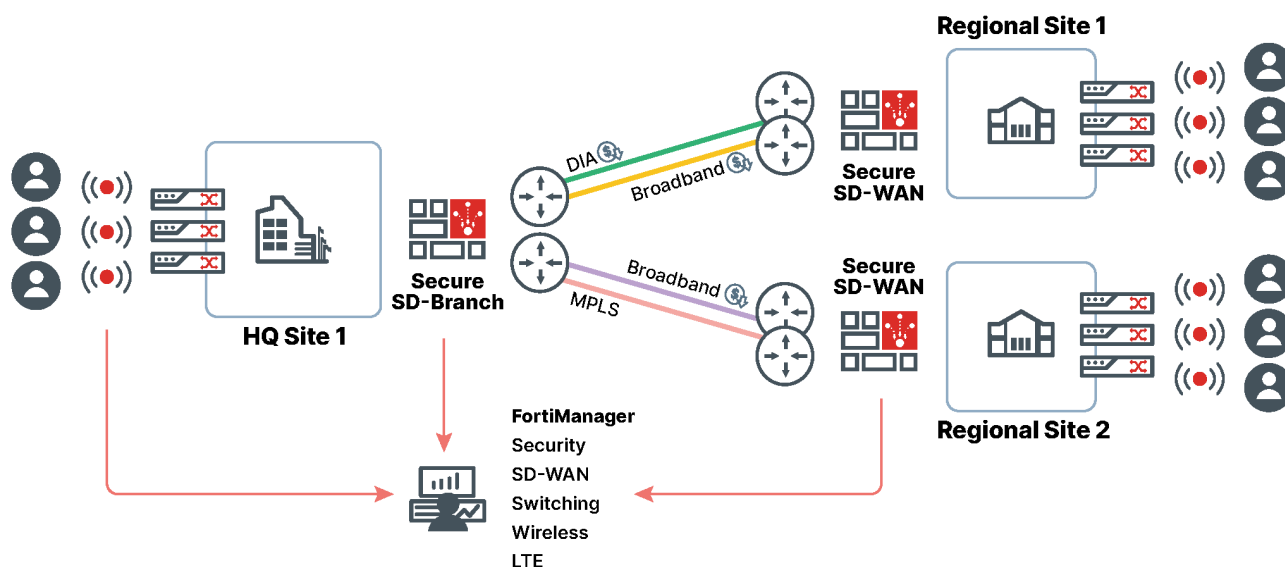 Regional Site 1
DIA
Broadband
Secure
SD-WAN
Secure
SD-Branch
HQ Site 1
Broadband
MPLS
Secure
SD-WAN
Regional Site 2
FortiManager
Security
SD-WAN
Switching
Wireless
LTE